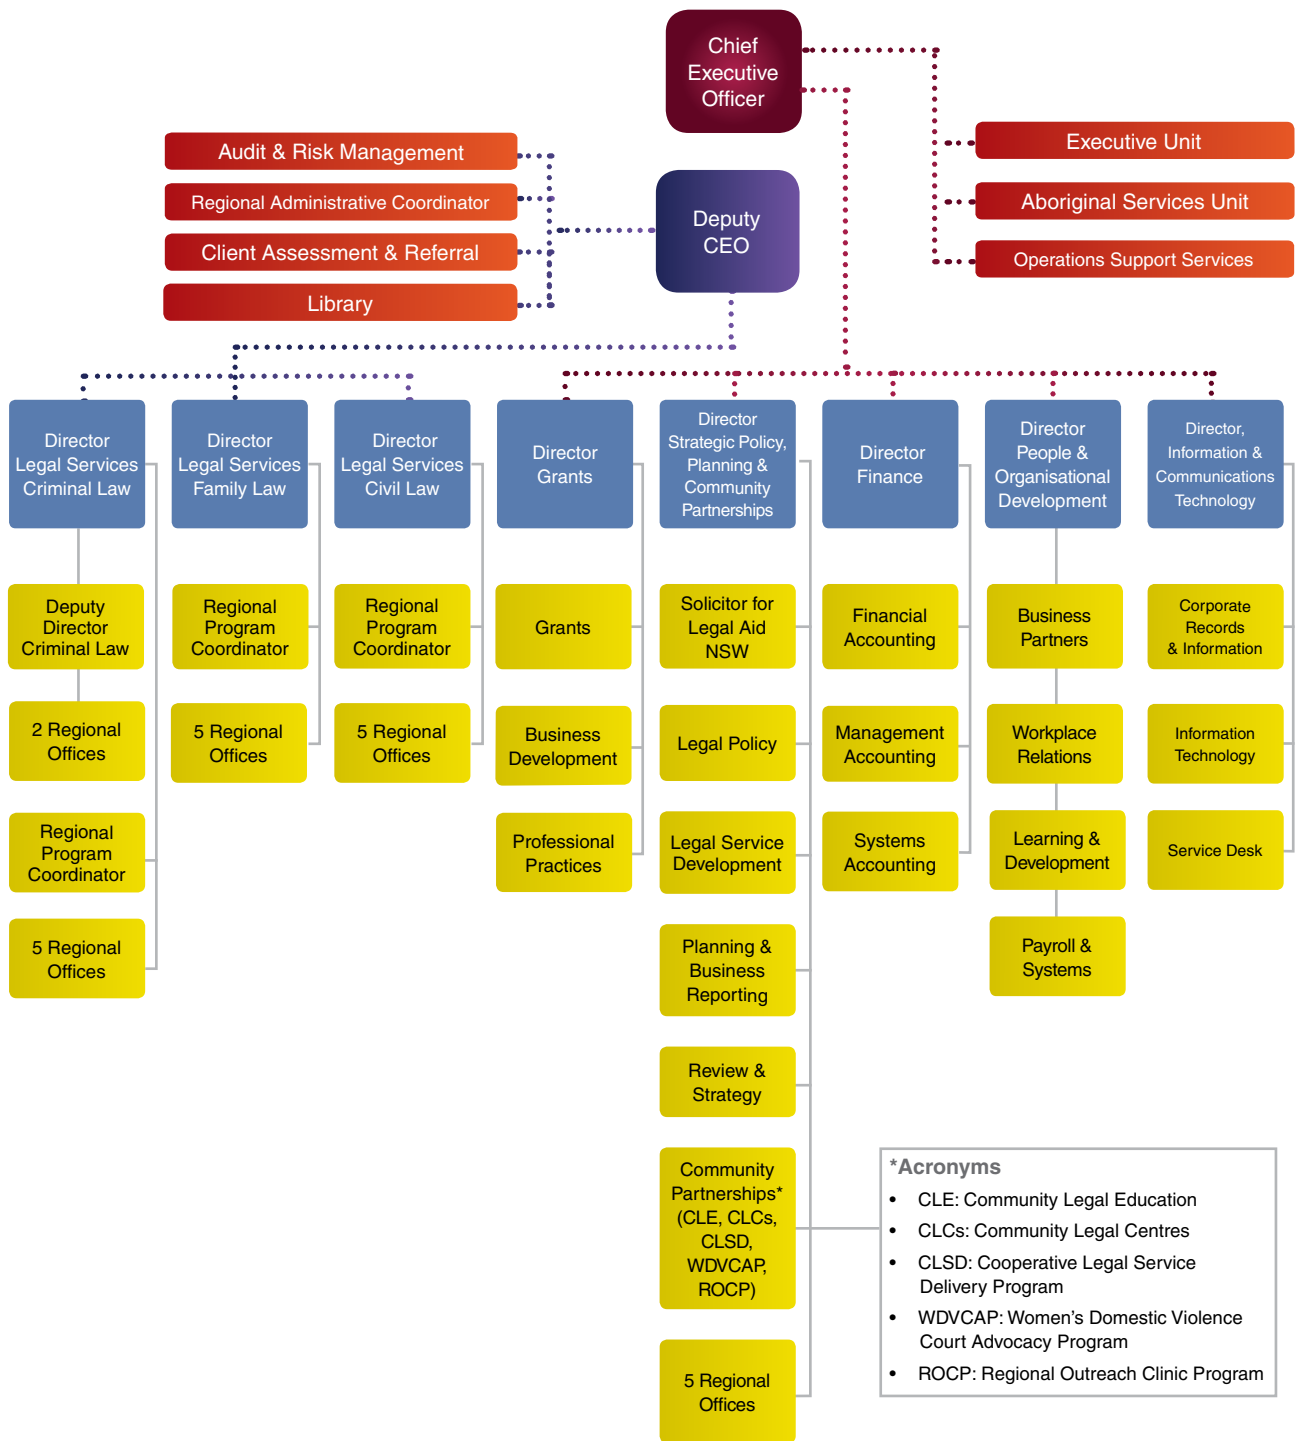 Chief
Executive
Officer
Audit & Risk Management
Regional Administrative Coordinator
Client Assessment & Referral
Library
Deputy
CEO
Executive Unit
Aboriginal Services Unit
Operations Support Services
Director
Legal Services
Criminal Law
Director
Legal Services
Family Law
Director
Legal Services
Civil Law
Director
Grants
Director
Strategic Policy,
Planning &
Community
Partnerships
Director
Finance
Director
People &
Organisational
Development
Director,
Information &
Communications
Technology
Deputy
Director
Criminal Law
2 Regional
Offices
Regional
Program
Coordinator
5 Regional
Offices
Regional
Program
Coordinator
5 Regional
Offices
Regional
Program
Coordinator
5 Regional
Offices
Grants
Business
Development
Professional
Practices
Solicitor for
Legal Aid
NSW
Legal Policy
Legal Service
Development
Planning &
Business
Reporting
Review &
Strategy
Community
Partnerships*
(CLE, CLCs,
CLSD,
WDVCAP,
ROCP)
5 Regional
Offices
Financial
Accounting
Management
Accounting
Systems
Accounting
Business
Partners
Workplace
Relations
Learning &
Development
Payroll &
Systems
Corporate
Records
& Information
Information
Technology
Service Desk
*Acronyms
• CLE: Community Legal Education
• CLCs: Community Legal Centres
• CLSD: Cooperative Legal Service
Delivery Program
• WDVCAP: Women’s Domestic Violence
Court Advocacy Program
• ROCP: Regional Outreach Clinic Program